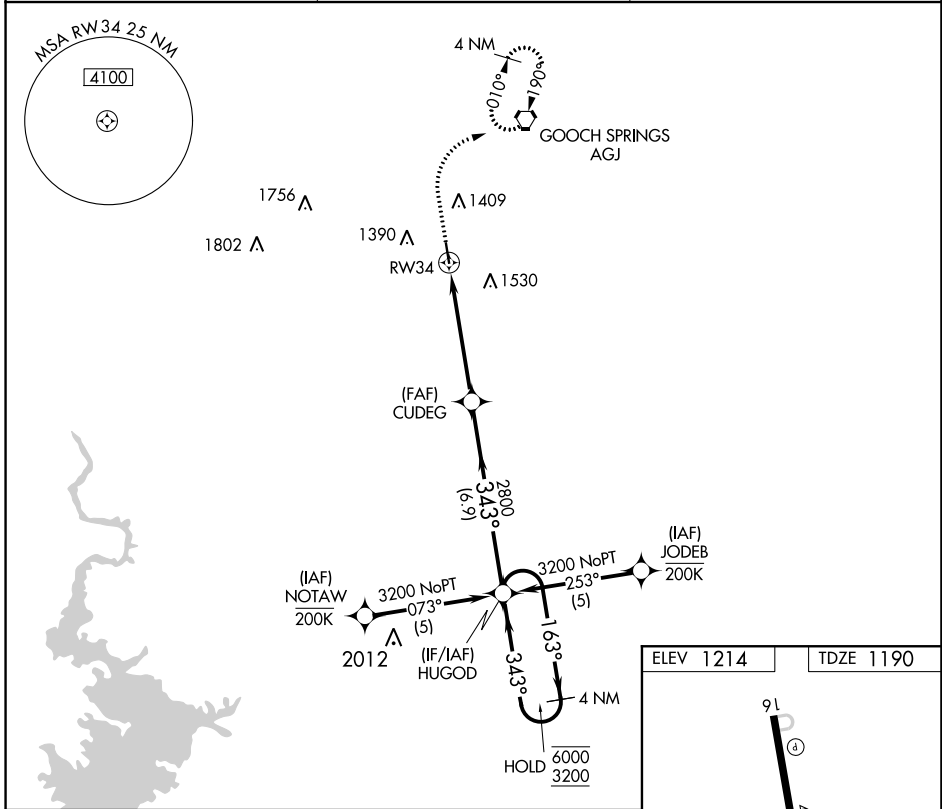 MSA RW34 25 NM
4100
4 NM
010°
190°
GOOCH SPRINGS
AGJ
1756
1409
1802
1390
RW34
1530
(FAF)
CUDEG
2800
343°
(6.9)
(IAF)
JODEB
200K
3200 NoPT
253°
(5)
(IAF)
NOTAW
200K
3200 NoPT
073°
(5)
2012
(IF/IAF)
HUGOD
163°
343°
4 NM
HOLD
6000
3200
ELEV 1214
TDZE 1190
16
P